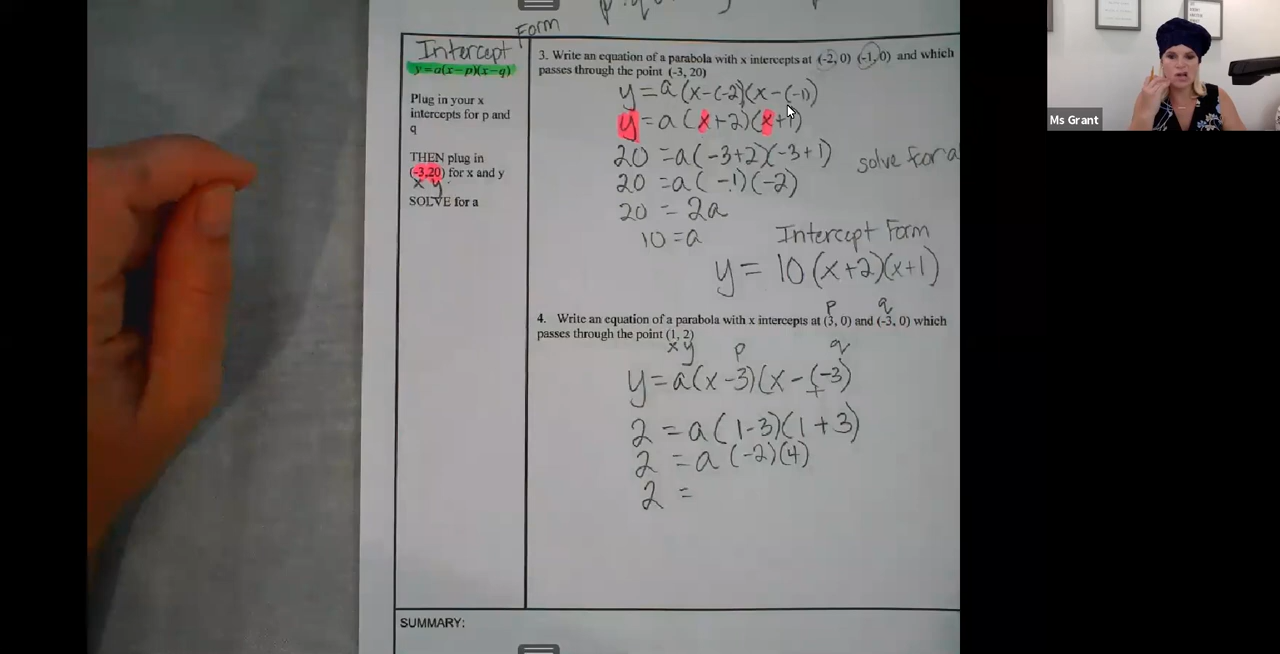 Form
Intercept
y=a(x-p)(x-q)
Plug in your x
intercepts for p and
q
THEN plug in
(-3,20) for x and y
x y
SOLVE for a
3. Write an equation of a parabola with x intercepts at (-2, 0) (-1, 0) and which
passes through the point (-3, 20)
y = a(x-(-2)(x-(-1))
y = a(x+2)(x+1)
20 = a(-3+2)(-3+1) solve for a
20 = a(-1)(-2)
20 = 2a
10 = a
Intercept Form
y = 10(x+2)(x+1)
p q
4. Write an equation of a parabola with x intercepts at (3, 0) and (-3, 0) which
passes through the point (1, 2)
x y p q
y = a(x-3)(x-(-3)
+
2 = a(1-3)(1+3)
2 = a(-2)(4)
2 =
SUMMARY:
Ms Grant